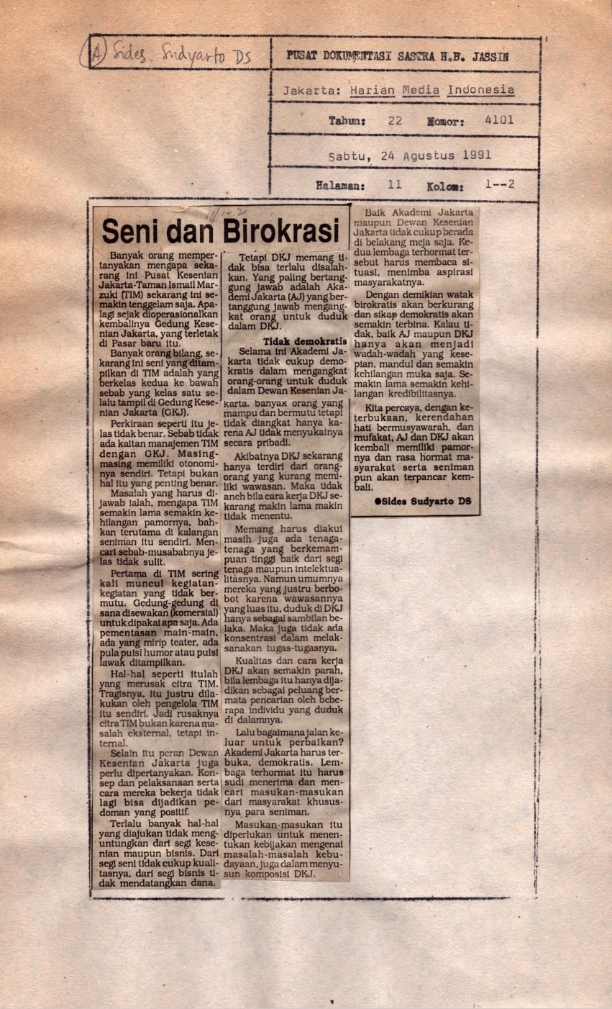 (A) Sides. Sudyarto DS
PUSAT DOKUMENTASI SASTRA H.B. JASSIN
Jakarta: Harian Media Indonesia
Tahun: 22 Nomor: 4101
Sabtu, 24 Agustus 1991
Halaman: 11 Kolom: 1--2
Seni dan Birokrasi
Banyak orang memper-
tanyakan mengapa seka-
rang ini Pusat Kesenian
Jakarta-Taman Ismail Mar-
zuki (TIM) sekarang ini se-
makin tenggelam saja. Apa-
lagi sejak dioperasionalkan
kembalinya Gedung Kese-
nian Jakarta, yang terletak
di Pasar baru itu.
Banyak orang bilang, se-
karang ini seni yang ditam-
pilkan di TIM adalah yang
berkelas kedua ke bawah
sebab yang kelas satu se-
lalu tampil di Gedung Kese-
nian Jakarta (GKJ).
Perkiraan seperti itu je-
las tidak benar. Sebab tidak
ada kaitan manajemen TIM
dengan GKJ. Masing-
masing memiliki otonomi-
nya sendiri. Tetapi bukan
hal itu yang penting benar.
Masalah yang harus di-
jawab ialah, mengapa TIM
semakin lama semakin ke-
hilangan pamornya, bah-
kan terutama di kalangan
seniman itu sendiri. Men-
cari sebab-musababnya je-
las tidak sulit.
Pertama di TIM sering
kali muncul kegiatan-
kegiatan yang tidak ber-
mutu. Gedung-gedung di
sana disewakan (komersial)
untuk dipakai apa saja. Ada
pementasan main-main,
ada yang mirip teater, ada
pula puisi humor atau puisi
lawak ditampilkan.
Hal-hal seperti itulah
yang merusak citra TIM.
Tragisnya, itu justru dila-
kukan oleh pengelola TIM
itu sendiri. Jadi rusaknya
citra TIM bukan karena ma-
salah eksternal, tetapi in-
ternal.
Selain itu peran Dewan
Kesenian Jakarta juga
perlu dipertanyakan. Kon-
sep dan pelaksanaan serta
cara mereka bekerja tidak
lagi bisa dijadikan pe-
doman yang positif.
Terlalu banyak hal-hal
yang diajukan tidak meng-
untungkan dari segi kese-
nian maupun bisnis. Dari
segi seni tidak cukup kuali-
tasnya, dari segi bisnis ti-
dak mendatangkan dana.
Tetapi DKJ memang ti-
dak bisa terlalu disalah-
kan. Yang paling bertang-
gung jawab adalah Aka-
demi Jakarta (AJ) yang ber-
tanggung jawab mengang-
kat orang untuk duduk
dalam DKJ.
Tidak demokratis
Selama ini Akademi Ja-
karta tidak cukup demo-
kratis dalam mengangkat
orang-orang untuk duduk
dalam Dewan Kesenian Ja-
karta. banyak orang yang
mampu dan bermutu tetapi
tidak diangkat hanya ka-
rena AJ tidak menyukainya
secara pribadi.
Akibatnya DKJ sekarang
hanya terdiri dari orang-
orang yang kurang memi-
liki wawasan. Maka tidak
aneh bila cara kerja DKJ se-
karang makin lama makin
tidak menentu.
Memang harus diakui
masih juga ada tenaga-
tenaga yang berkemam-
puan tinggi baik dari segi
tenaga maupun intelektua-
litasnya. Namun umumnya
mereka yang justru berbo-
bot karena wawasannya
yang luas itu, duduk di DKJ
hanya sebagai sambilan be-
laka. Maka juga tidak ada
konsentrasi dalam melak-
sanakan tugas-tugasnya.
Kualitas dan cara kerja
DKJ akan semakin parah,
bila lembaga itu hanya dija-
dikan sebagai peluang ber-
mata pencarian oleh bebe-
rapa individu yang duduk
di dalamnya.
Lalu bagaimana jalan ke-
luar untuk perbaikan?
Akademi Jakarta harus ter-
buka, demokratis. Lem-
baga terhormat itu harus
sudi menerima dan men-
cari masukan-masukan
dari masyarakat khusus-
nya para seniman.
Masukan-masukan itu
diperlukan untuk menen-
tukan kebijakan mengenai
masalah-masalah kebu-
dayaan, juga dalam menyu-
sun komposisi DKJ.
Baik Akademi Jakarta
maupun Dewan Kesenian
Jakarta tidak cukup berada
di belakang meja saja. Ke-
dua lembaga terhormat ter-
sebut harus membaca si-
tuasi, menimba aspirasi
masyarakatnya.
Dengan demikian watak
birokratis akan berkurang
dan sikap demokratis akan
semakin terbina. Kalau ti-
dak, baik AJ maupun DKJ
hanya akan menjadi
wadah-wadah yang kese-
pian, mandul dan semakin
kehilangan muka saja. Se-
makin lama semakin kehi-
langan kredibilitasnya.
Kita percaya, dengan ke-
terbukaan, kerendahan
hati bermusyawarah, dan
mufakat, AJ dan DKJ akan
kembali memiliki pamor-
nya dan rasa hormat ma-
syarakat serta seniman
pun akan terpancar kem-
bali.
●Sides Sudyarto DS